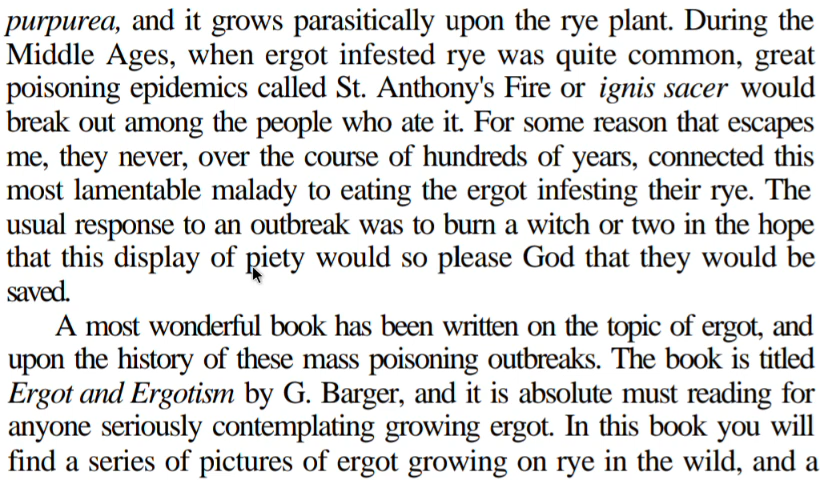 purpurea, and it grows parasitically upon the rye plant. During the
Middle Ages, when ergot infested rye was quite common, great
poisoning epidemics called St. Anthony's Fire or ignis sacer would
break out among the people who ate it. For some reason that escapes
me, they never, over the course of hundreds of years, connected this
most lamentable malady to eating the ergot infesting their rye. The
usual response to an outbreak was to burn a witch or two in the hope
that this display of piety would so please God that they would be
saved.
A most wonderful book has been written on the topic of ergot, and
upon the history of these mass poisoning outbreaks. The book is titled
Ergot and Ergotism by G. Barger, and it is absolute must reading for
anyone seriously contemplating growing ergot. In this book you will
find a series of pictures of ergot growing on rye in the wild, and a